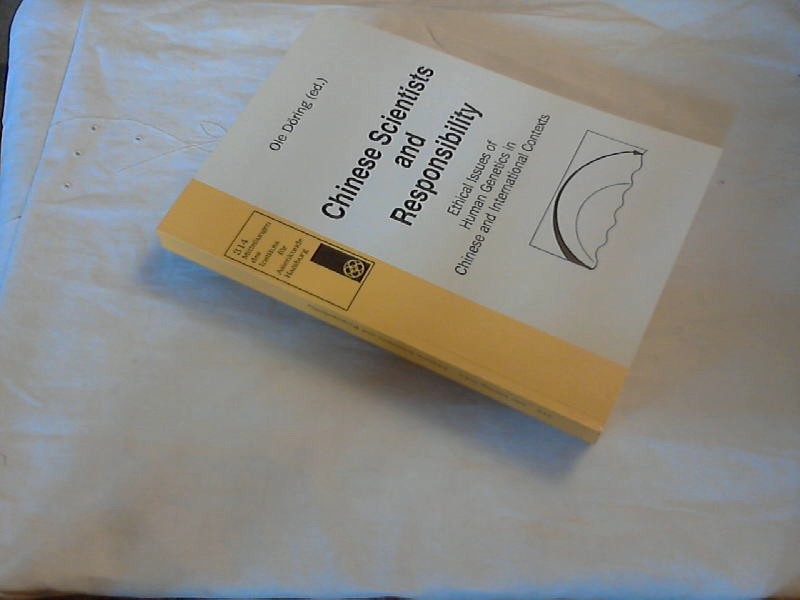 Ole Döring (ed.)
Chinese Scientists
and
Responsibility
Ethical Issues of
Human Genetics in
Chinese and International Contexts
314
Mitteilungen
des
Instituts
für
Asienkunde
Hamburg